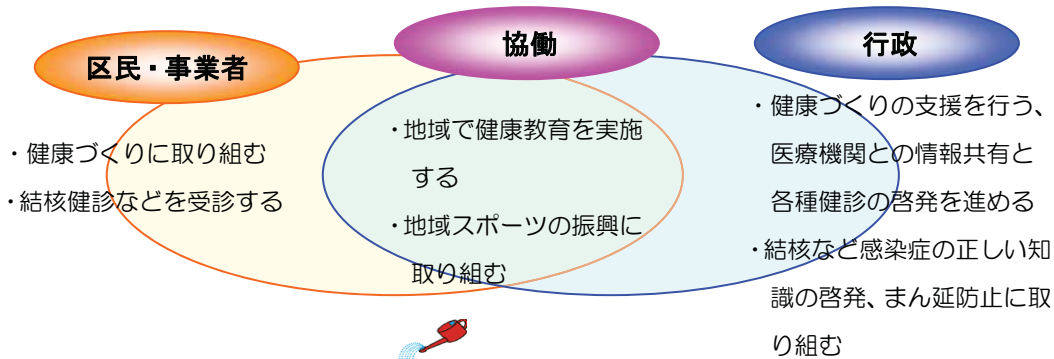 区民・事業者
・健康づくりに取り組む
・結核健診などを受診する
協働
・地域で健康教育を実施
する
・地域スポーツの振興に
取り組む
行政
・健康づくりの支援を行う、
医療機関との情報共有と
各種健診の啓発を進める
・結核など感染症の正しい知
識の啓発、まん延防止に取
り組む